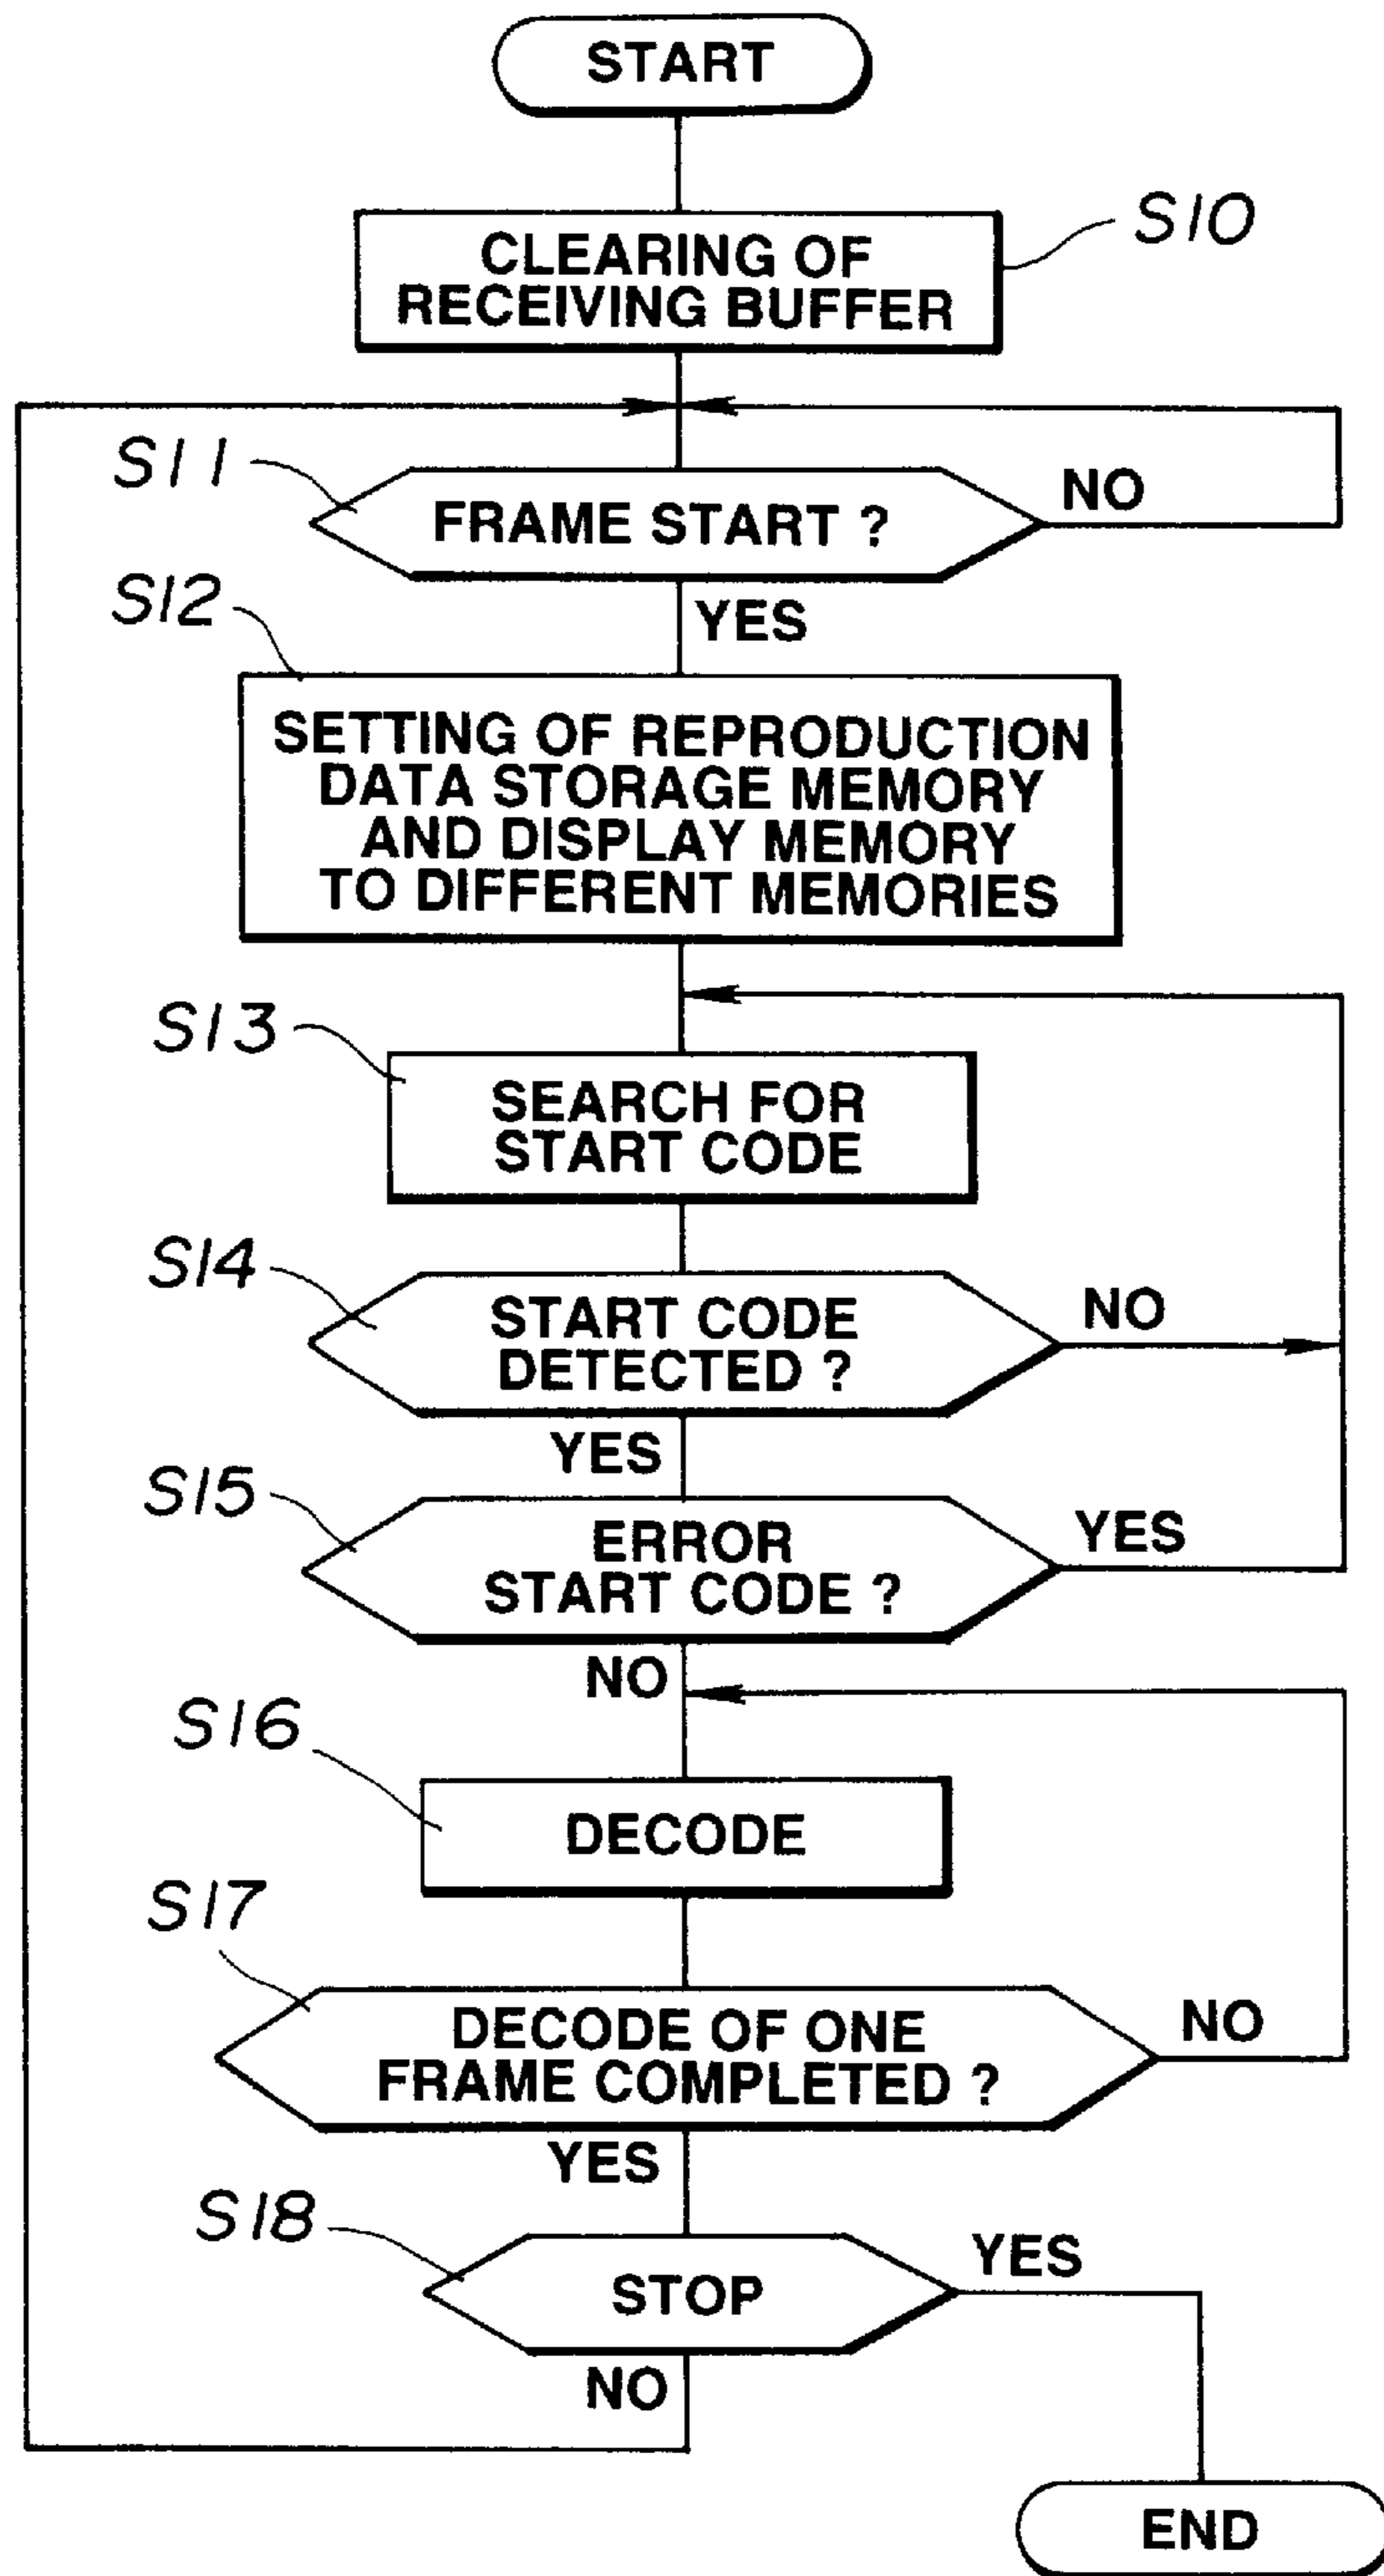 START
CLEARING OF
RECEIVING BUFFER
S10
S11
FRAME START ?
NO
YES
S12
SETTING OF REPRODUCTION
DATA STORAGE MEMORY
AND DISPLAY MEMORY
TO DIFFERENT MEMORIES
S13
SEARCH FOR
START CODE
S14
START CODE
DETECTED ?
NO
YES
S15
ERROR
START CODE ?
YES
NO
S16
DECODE
S17
DECODE OF ONE
FRAME COMPLETED ?
NO
YES
S18
STOP
YES
NO
END